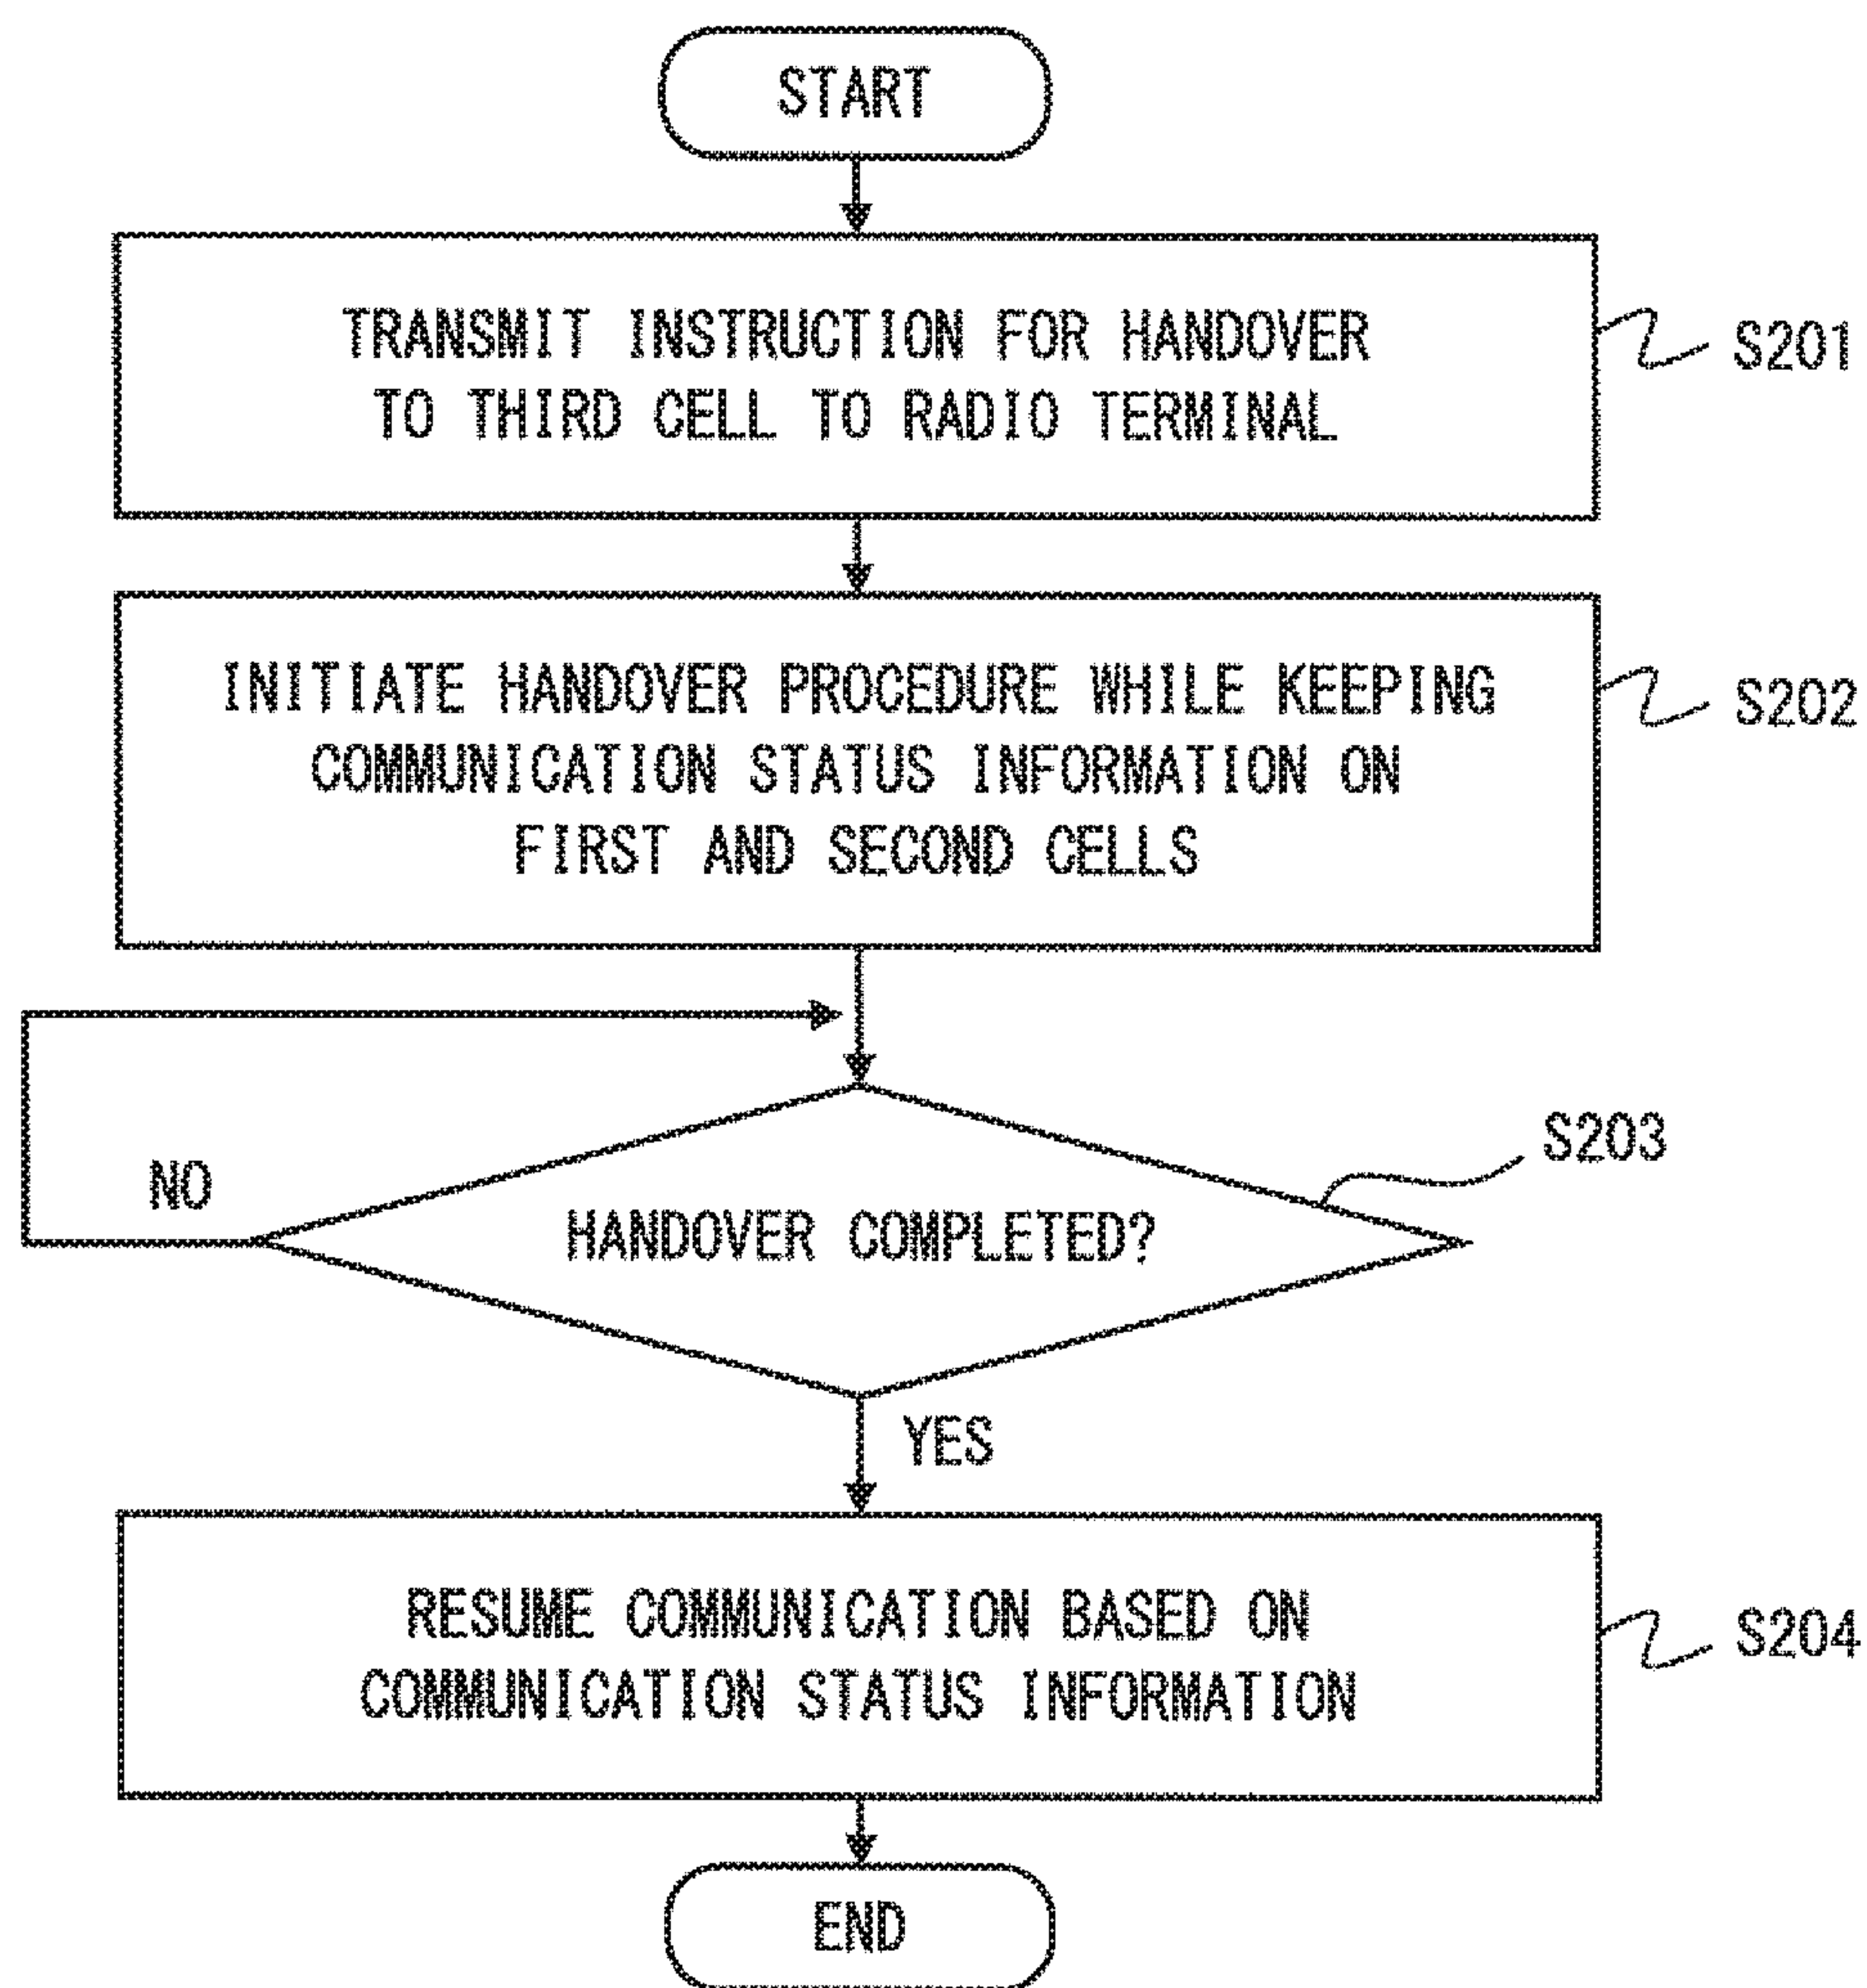 START
TRANSMIT INSTRUCTION FOR HANDOVER
TO THIRD CELL TO RADIO TERMINAL
S201
INITIATE HANDOVER PROCEDURE WHILE KEEPING
COMMUNICATION STATUS INFORMATION ON
FIRST AND SECOND CELLS
S202
S203
NO
HANDOVER COMPLETED?
YES
RESUME COMMUNICATION BASED ON
COMMUNICATION STATUS INFORMATION
S204
END